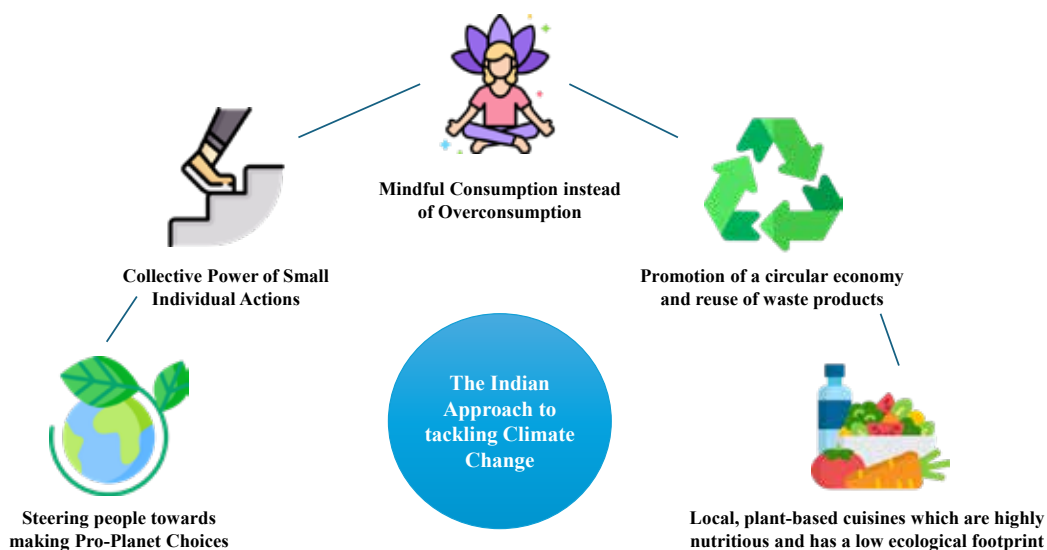 Mindful Consumption instead
of Overconsumption
Collective Power of Small
Individual Actions
Promotion of a circular economy
and reuse of waste products
The Indian
Approach to
tackling Climate
Change
Steering people towards
making Pro-Planet Choices
Local, plant-based cuisines which are highly
nutritious and has a low ecological footprint